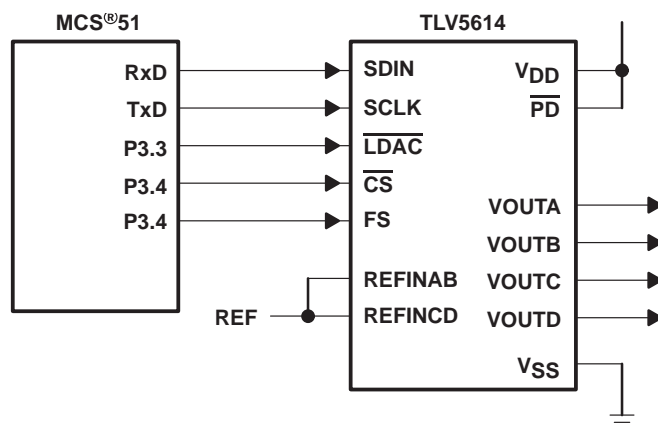 MCS®51
TLV5614
RxD
TxD
P3.3
P3.4
P3.4
SDIN
SCLK
LDAC
CS
FS
REF
REFINAB
REFINCD
VDD
PD
VOUTA
VOUTB
VOUTC
VOUTD
VSS